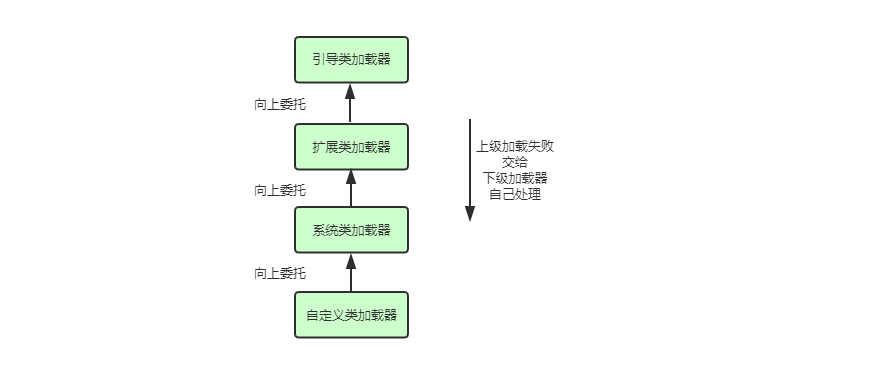 引导类加载器
向上委托
扩展类加载器
向上委托
系统类加载器
向上委托
自定义类加载器
上级加载失败
交给
下级加载器
自己处理